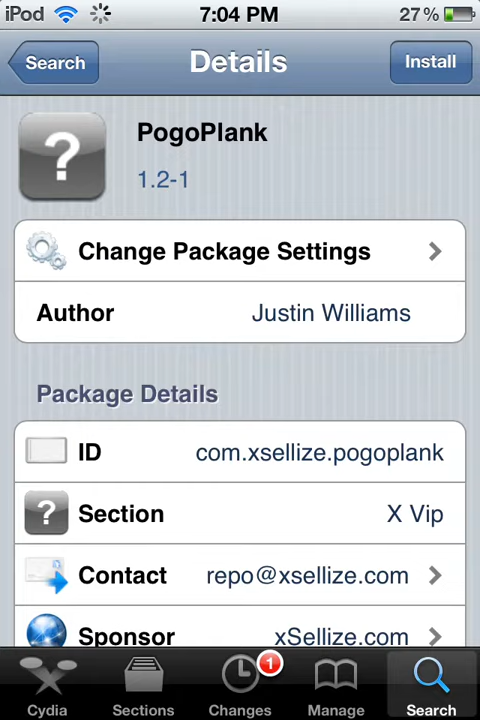 iPod 7:04 PM 27%
Search Details Install
?
PogoPlank
1.2-1
Change Package Settings
Author Justin Williams
Package Details
ID com.xsellize.pogoplank
? Section X Vip
Contact repo@xsellize.com
Sponsor xSellize.com
1
Cydia Sections Changes Manage Search